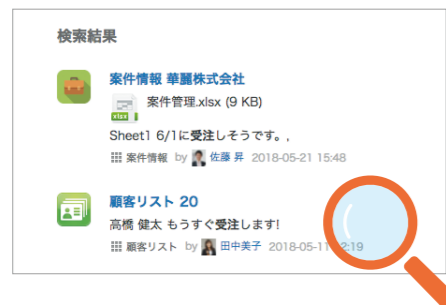 検索結果
案件情報 華麗株式会社
xlsx
案件管理.xlsx (9 KB)
Sheet1 6/1に受注しそうです。,
案件情報 by 佐藤 昇 2018-05-21 15:48
顧客リスト 20
高橋 健太 もうすぐ受注します!
顧客リスト by 田中美子 2018-05-11 12:19